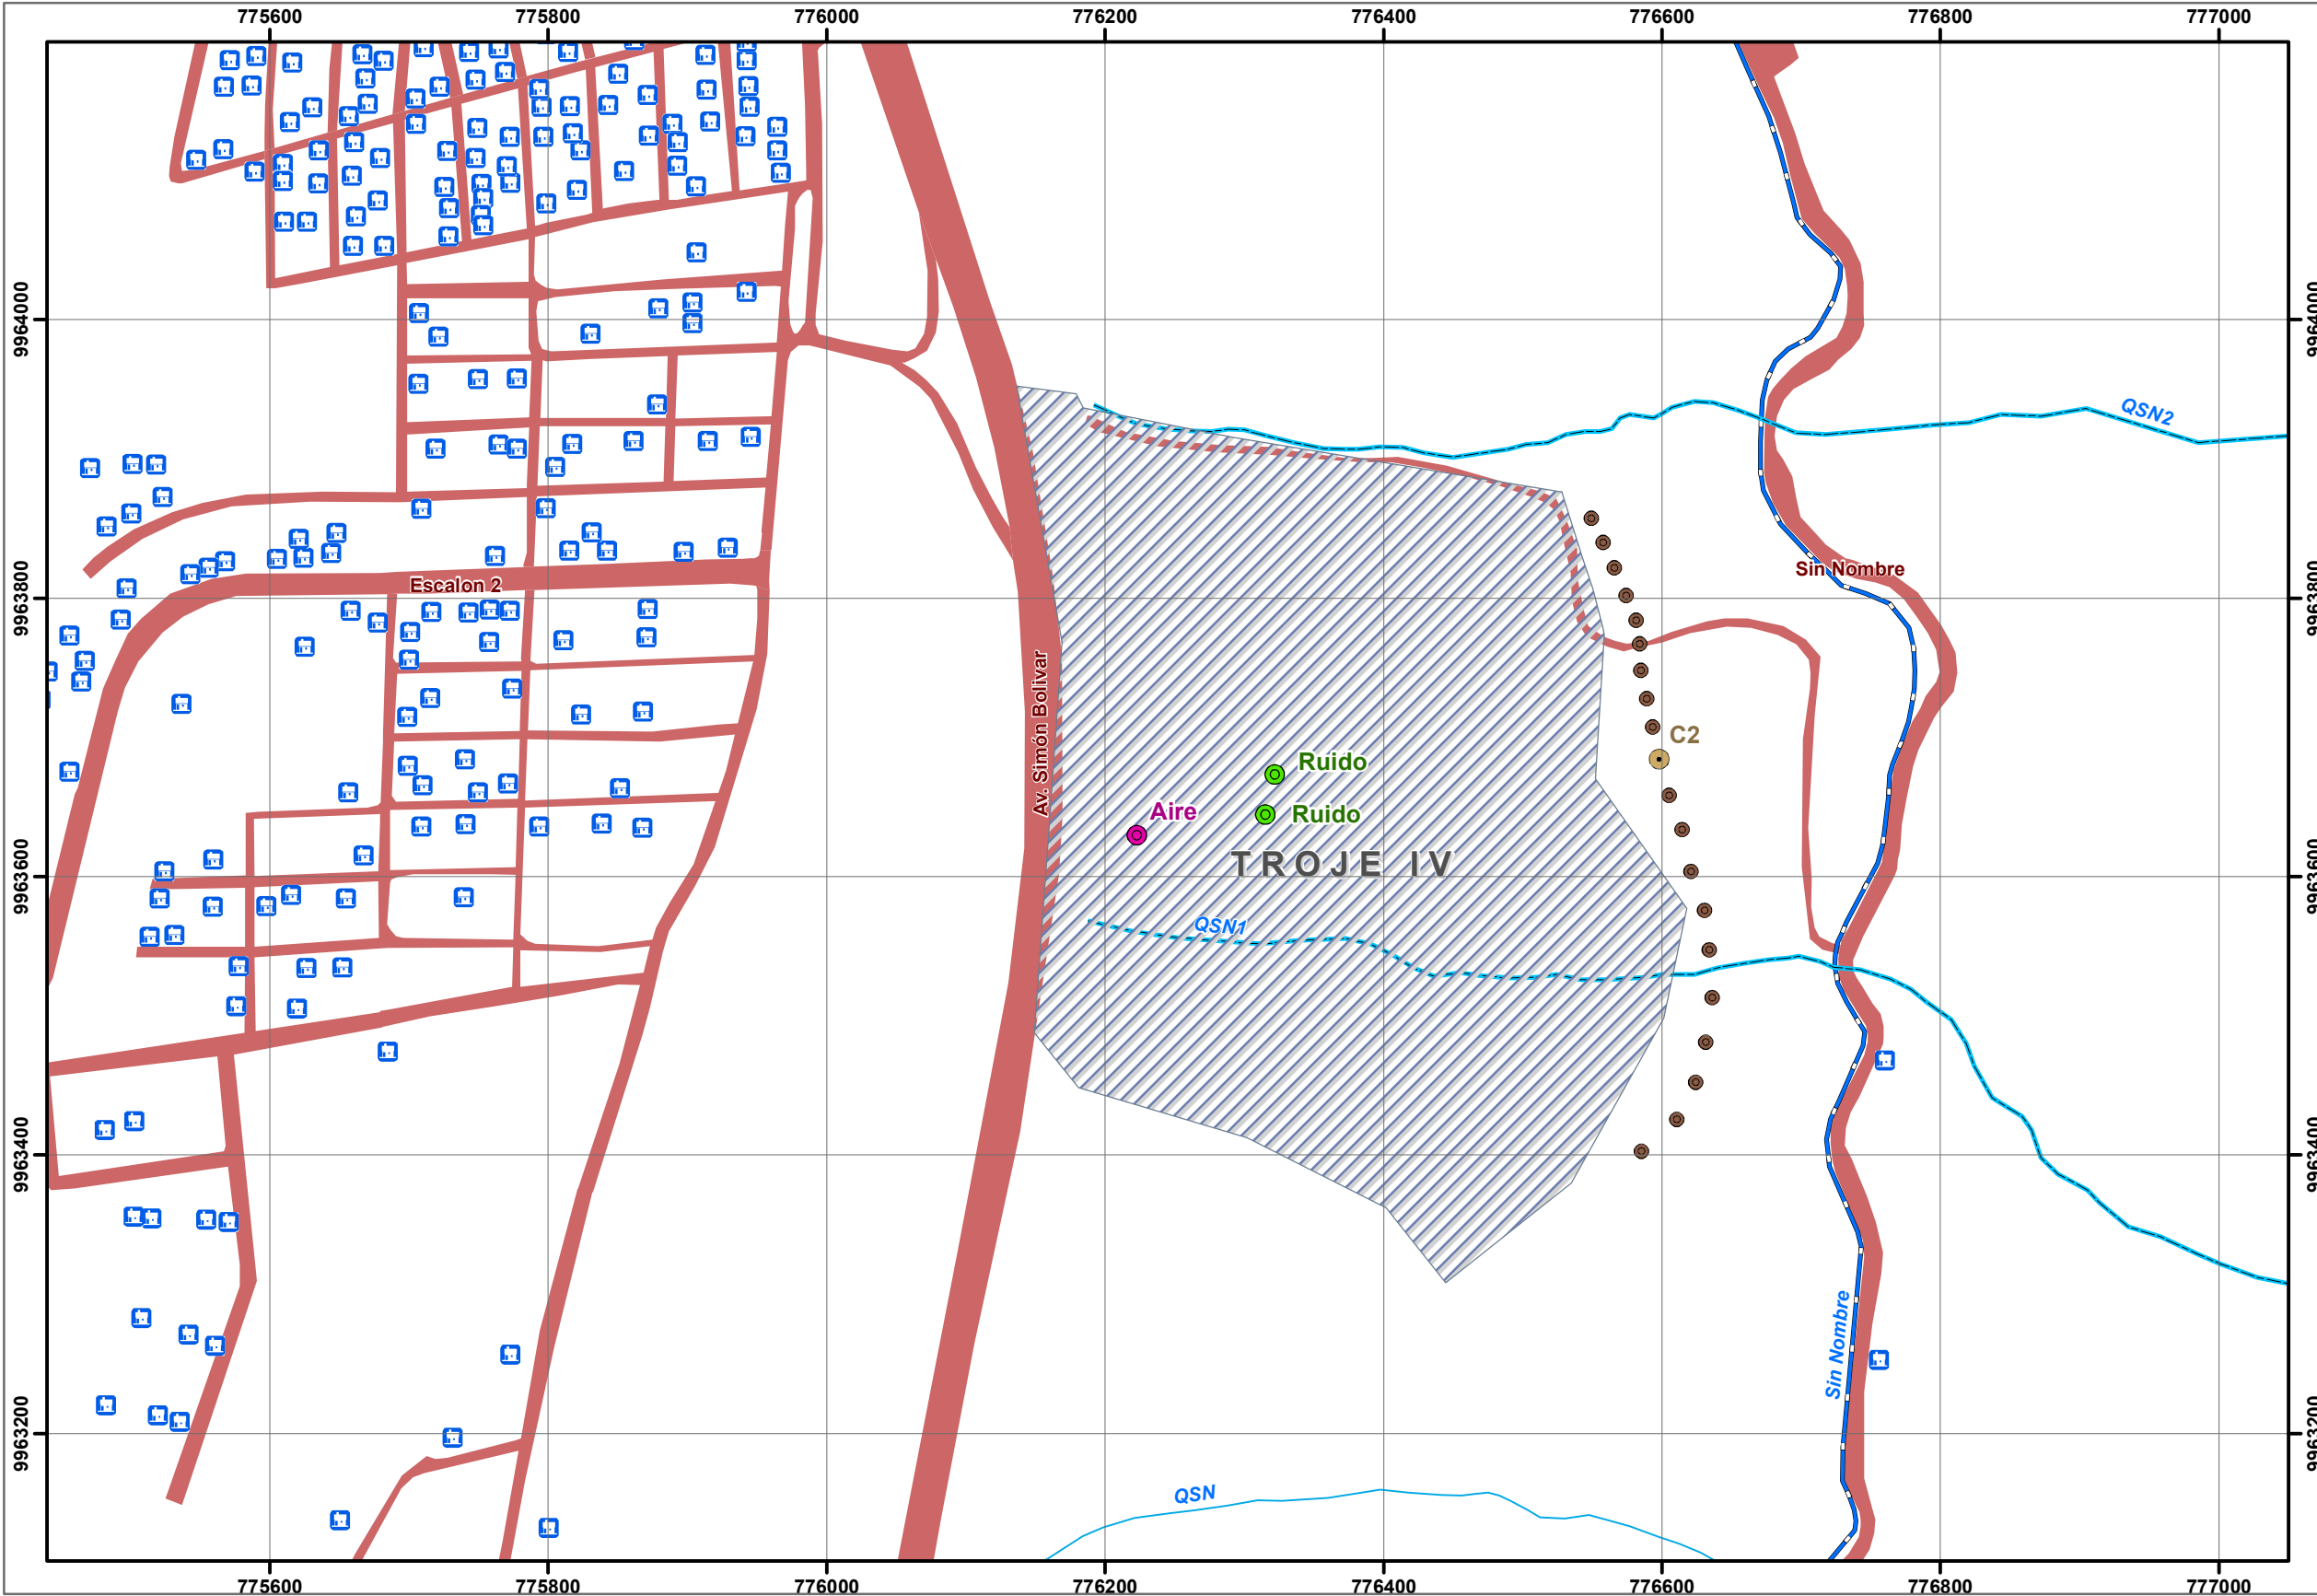 775600 775800 776000 776200 776400 776600 776800 777000
9964000 9964000
QSN2
Sin Nombre
Escalon 2
9963800 9963800
Av. Simón Bolivar
C2
Ruido
Aire
Ruido
TROJE IV
9963600 9963600
QSN1
9963400 9963400
Sin Nombre
9963200 9963200
QSN
775600 775800 776000 776200 776400 776600 776800 777000